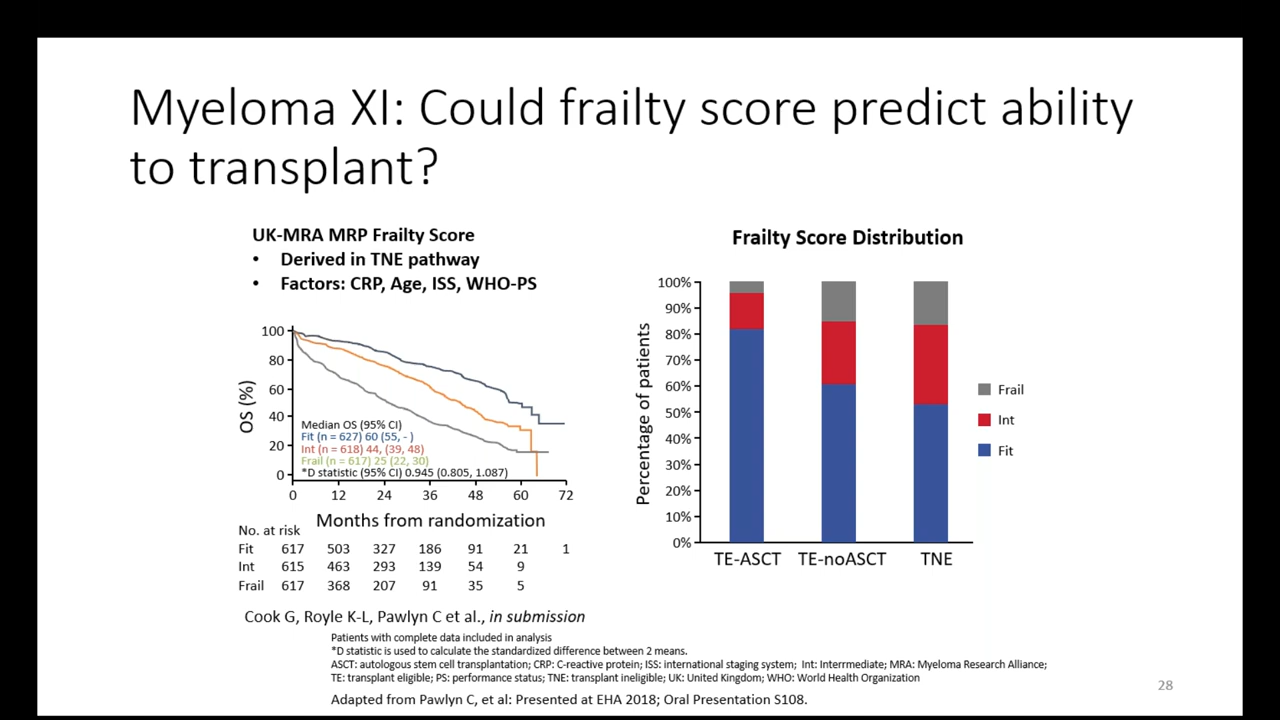 Myeloma XI: Could frailty score predict ability
to transplant?
UK-MRA MRP Frailty Score
• Derived in TNE pathway
• Factors: CRP, Age, ISS, WHO-PS
OS (%)
100
80
60
40
20
0
Median OS (95% CI)
Fit (n = 627) 60 (55, - )
Int (n = 618) 44, (39, 48)
Frail (n = 617) 25 (22, 30)
*D statistic (95% CI) 0.945 (0.805, 1.087)
0 12 24 36 48 60 72
Months from randomization
No. at risk
Fit 617 503 327 186 91 21 1
Int 615 463 293 139 54 9
Frail 617 368 207 91 35 5
Cook G, Royle K-L, Pawlyn C et al., in submission
Frailty Score Distribution
Percentage of patients
100%
90%
80%
70%
60%
50%
40%
30%
20%
10%
0%
TE-ASCT TE-noASCT TNE
Frail
Int
Fit
Patients with complete data included in analysis
*D statistic is used to calculate the standardized difference between 2 means.
ASCT: autologous stem cell transplantation; CRP: C-reactive protein; ISS: international staging system; Int: Interrmediate; MRA: Myeloma Research Alliance;
TE: transplant eligible; PS: performance status; TNE: transplant ineligible; UK: United Kingdom; WHO: World Health Organization
Adapted from Pawlyn C, et al: Presented at EHA 2018; Oral Presentation S108.
28